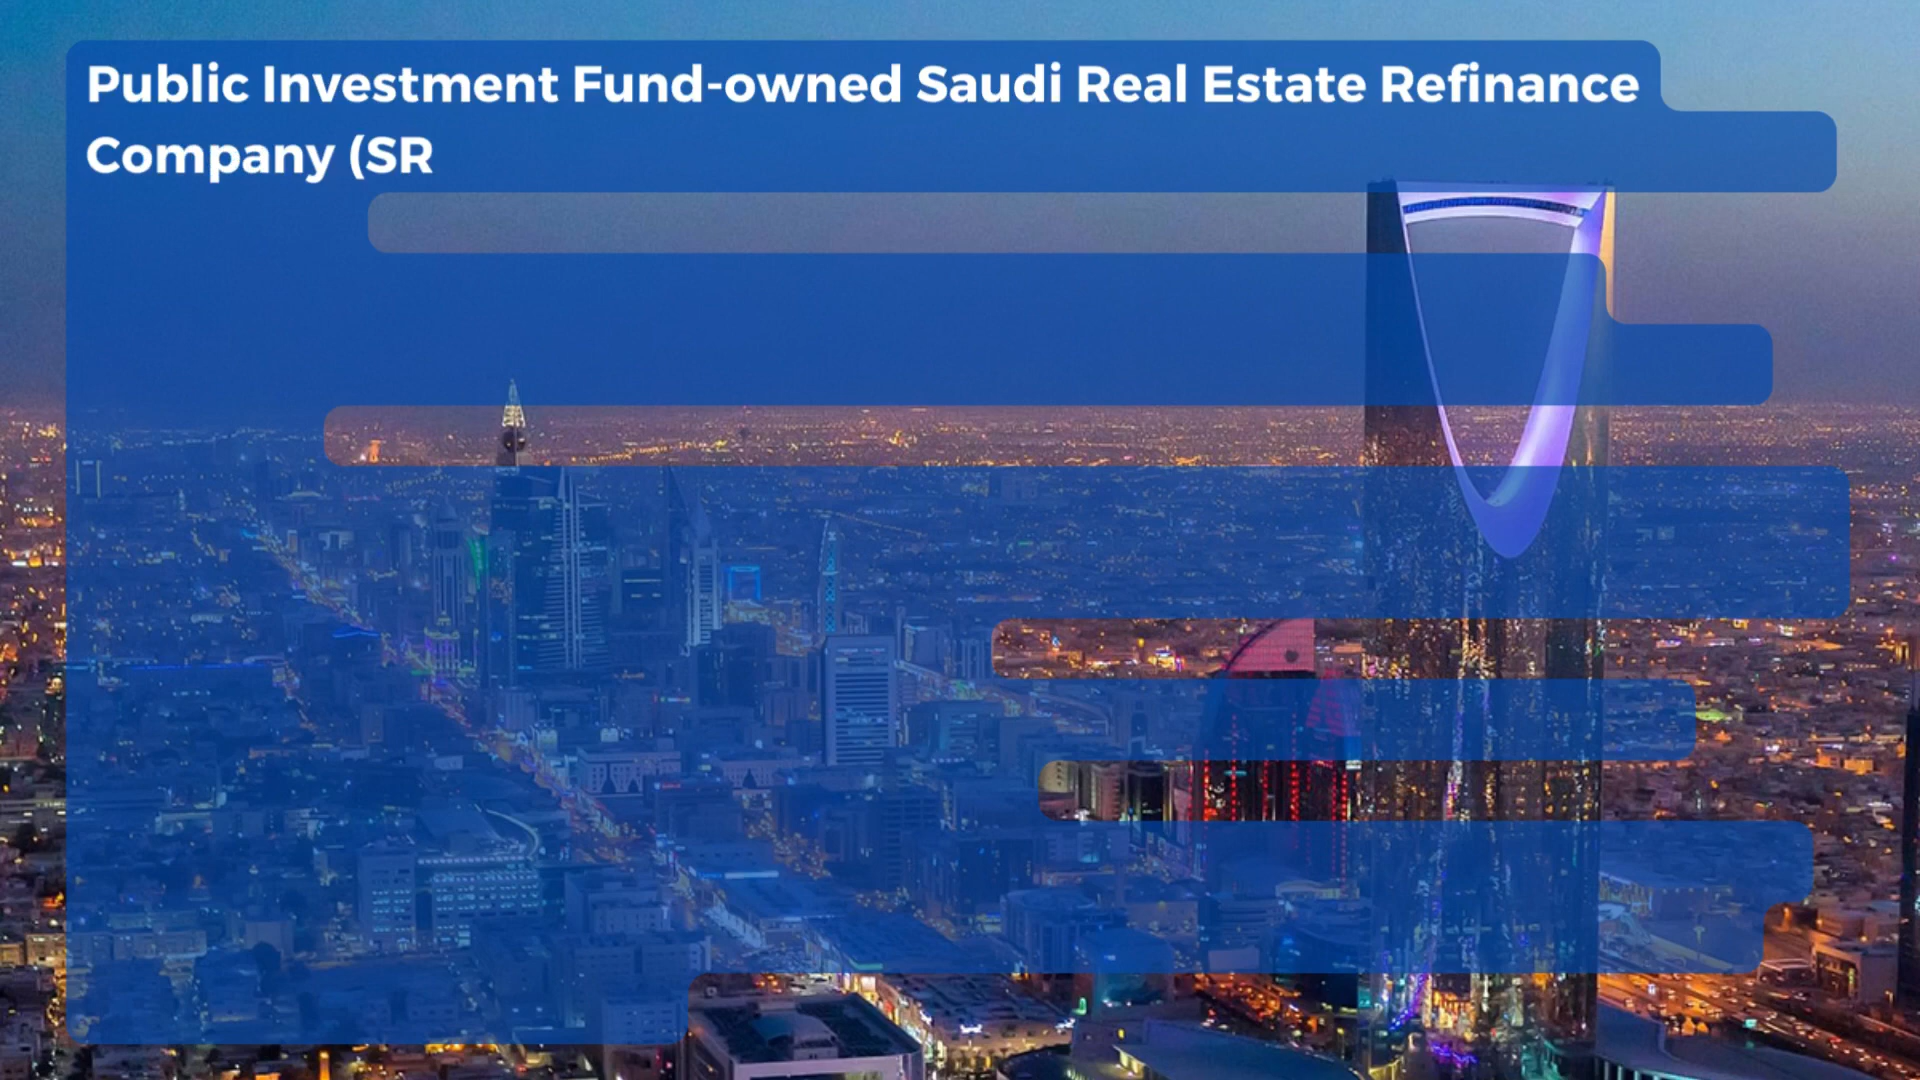 Public Investment Fund-owned Saudi Real Estate Refinance
Company (SR